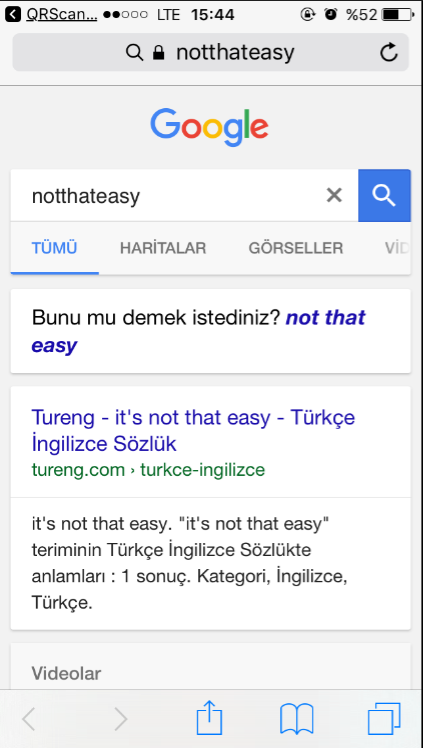 QRScan... LTE 15:44 %52
notthateasy
Google
notthateasy
TÜMÜ HARİTALAR GÖRSELLER VİD
Bunu mu demek istediniz? not that
easy
Tureng - it's not that easy - Türkçe
İngilizce Sözlük
tureng.com › turkce-ingilizce
it's not that easy. "it's not that easy"
teriminin Türkçe İngilizce Sözlükte
anlamları : 1 sonuç. Kategori, İngilizce,
Türkçe.
Videolar